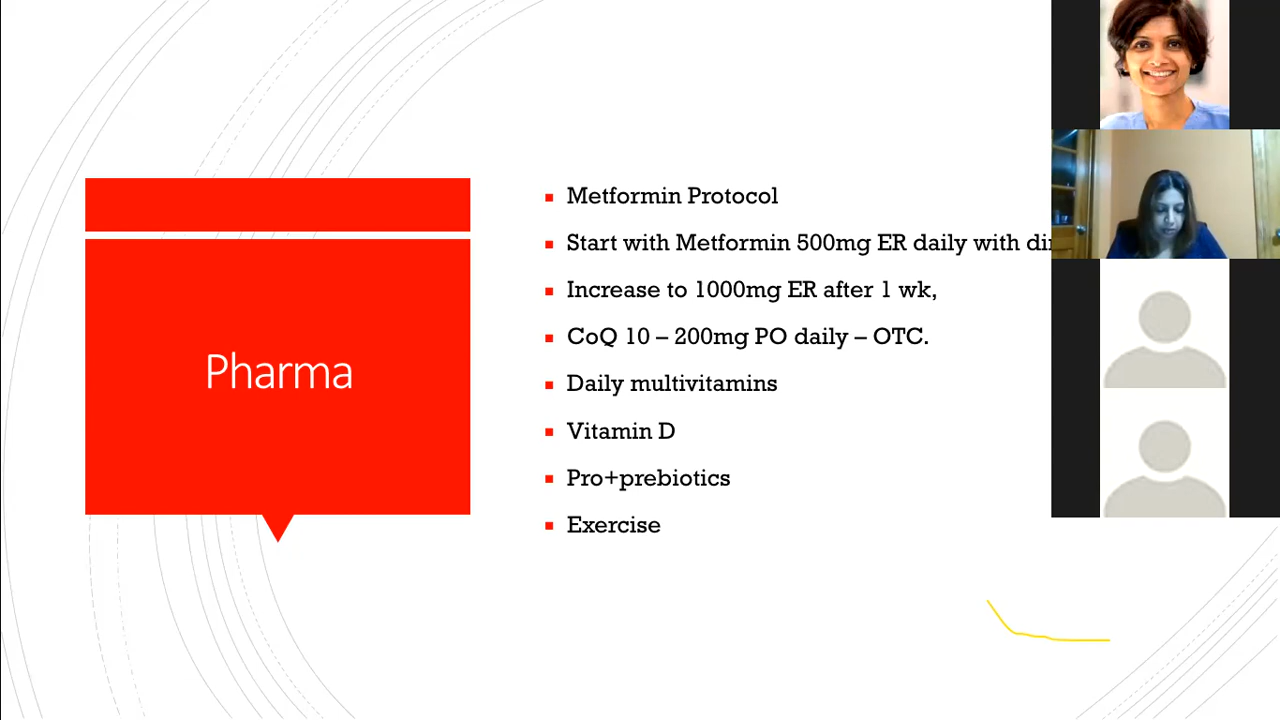 Pharma
Metformin Protocol
Start with Metformin 500mg ER daily with
Increase to 1000mg ER after 1 wk,
CoQ 10 – 200mg PO daily – OTC.
Daily multivitamins
Vitamin D
Pro+prebiotics
Exercise